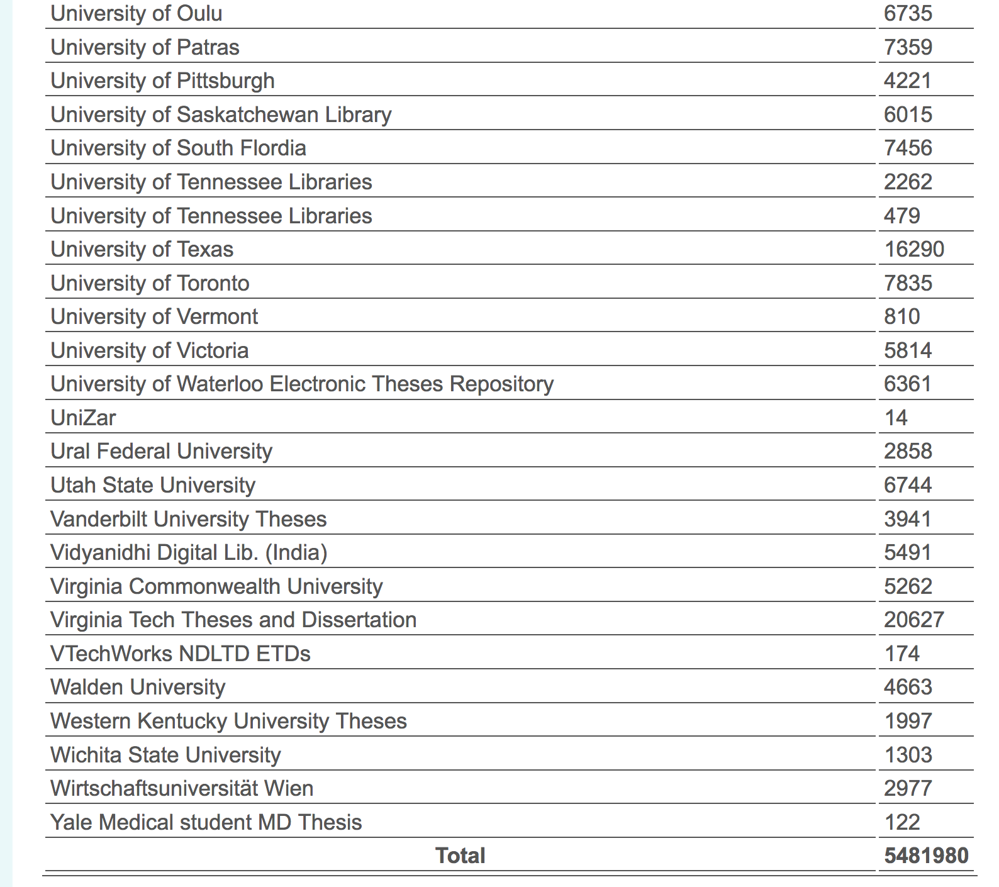 University of Oulu 6735
University of Patras 7359
University of Pittsburgh 4221
University of Saskatchewan Library 6015
University of South Flordia 7456
University of Tennessee Libraries 2262
University of Tennessee Libraries 479
University of Texas 16290
University of Toronto 7835
University of Vermont 810
University of Victoria 5814
University of Waterloo Electronic Theses Repository 6361
UniZar 14
Ural Federal University 2858
Utah State University 6744
Vanderbilt University Theses 3941
Vidyanidhi Digital Lib. (India) 5491
Virginia Commonwealth University 5262
Virginia Tech Theses and Dissertation 20627
VTechWorks NDLTD ETDs 174
Walden University 4663
Western Kentucky University Theses 1997
Wichita State University 1303
Wirtschaftsuniversität Wien 2977
Yale Medical student MD Thesis 122
Total 5481980